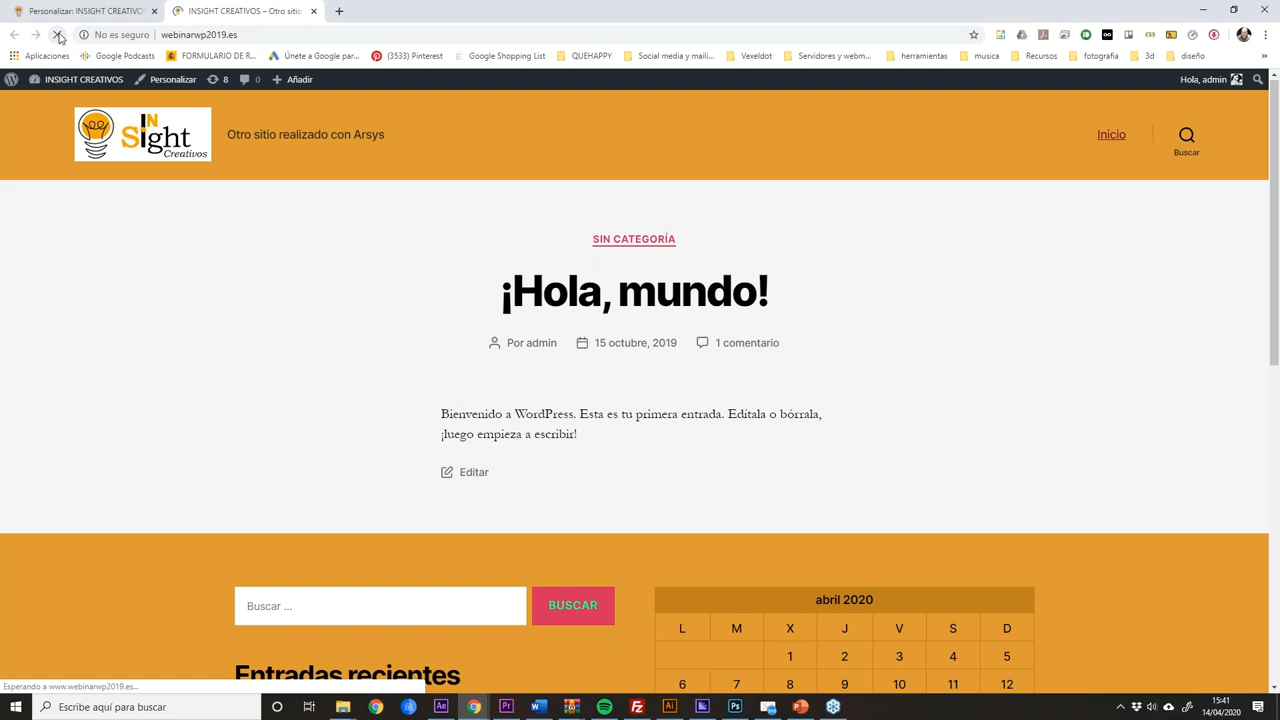 Personalizar: INSIGHT CREATIVOS
INSIGHT CREATIVOS – Otro sitio
No es seguro
webinarwp2019.es
Aplicaciones
Google Podcasts
FORMULARIO DE R...
Únete a Google par...
(3533) Pinterest
Google Shopping List
QUEHAPPY
Social media y maili...
Vexeldot
Servidores y webm...
herramientas
musica
Recursos
fotografia
3d
diseño
INSIGHT CREATIVOS
Personalizar
8
0
Añadir
Hola, admin
IN
Sight
Creativos
Otro sitio realizado con Arsys
Inicio
Buscar
SIN CATEGORÍA
¡Hola, mundo!
Por admin
15 octubre, 2019
1 comentario
Bienvenido a WordPress. Esta es tu primera entrada. Edítala o bórrala,
¡luego empieza a escribir!
Editar
Buscar ...
BUSCAR
Entradas recientes
abril 2020
L M X J V S D
1 2 3 4 5
6 7 8 9 10 11 12
Esperando a www.webinarwp2019.es...
Escribe aquí para buscar
15:41
14/04/2020